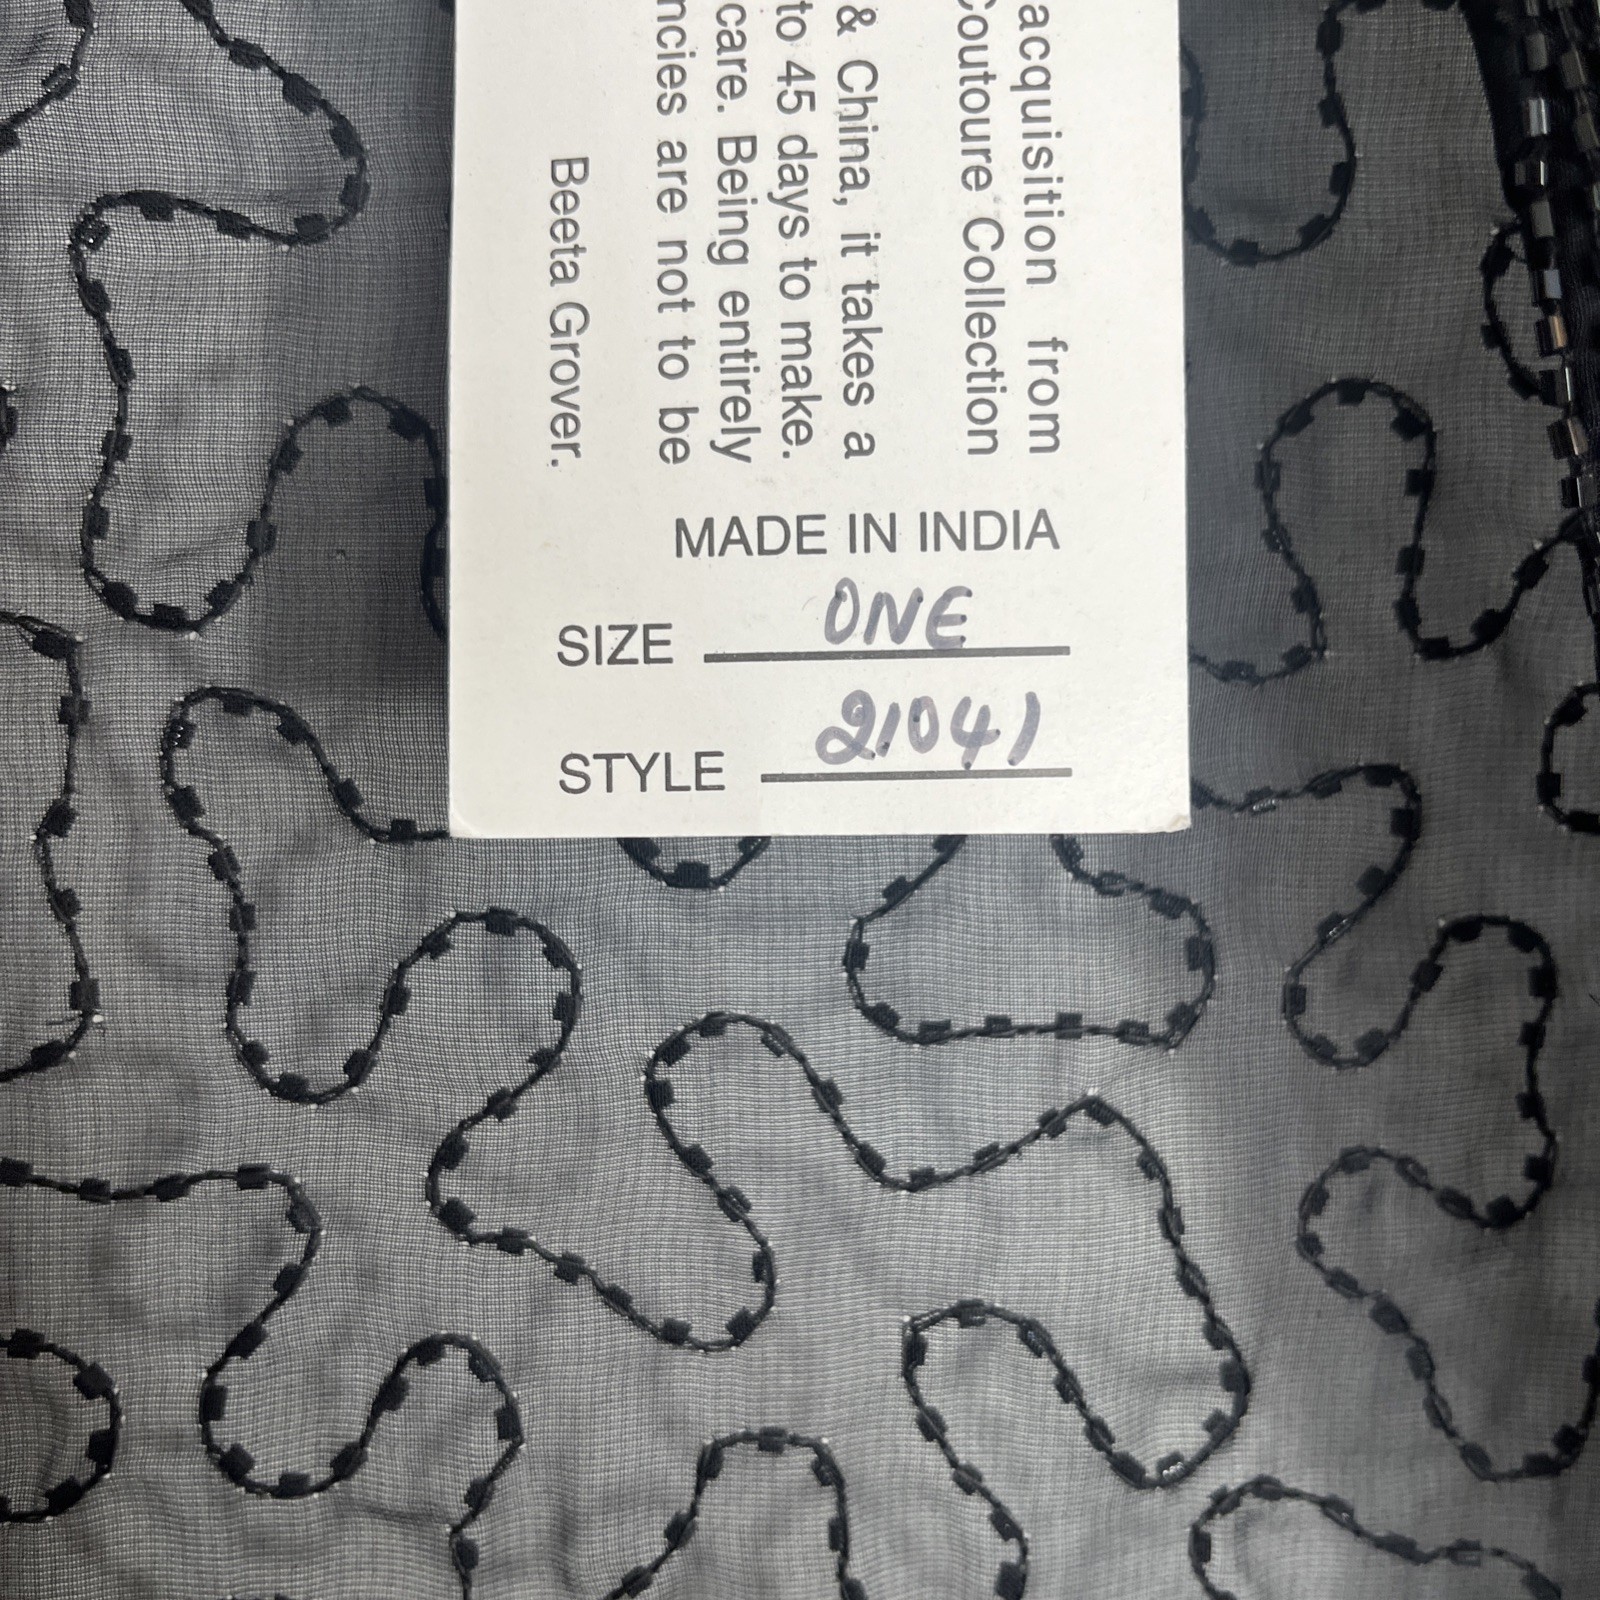 acquisition from
Coutoure Collection
& China, it takes a
to 45 days to make.
care. Being entirely
ncies are not to be
Beeta Grover.
MADE IN INDIA
SIZE ONE
STYLE 21041